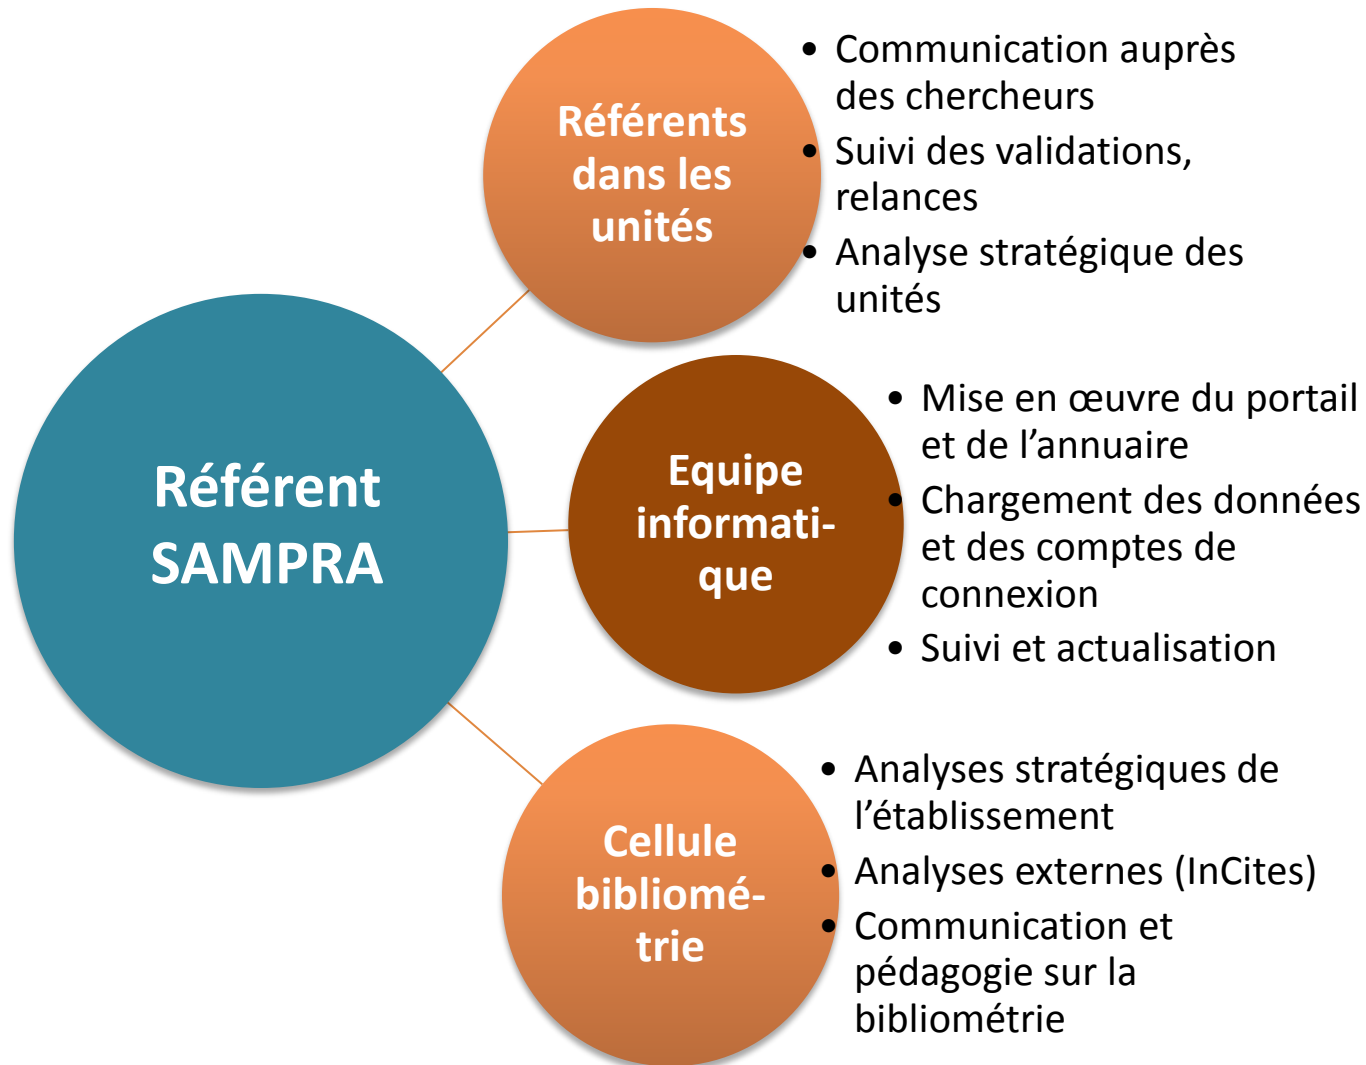 Référent
SAMPRA
Référents
dans les
unités
• Communication auprès
des chercheurs
• Suivi des validations,
relances
• Analyse stratégique des
unités
Equipe
informati-
que
• Mise en œuvre du portail
et de l’annuaire
• Chargement des données
et des comptes de
connexion
• Suivi et actualisation
Cellule
bibliomé-
trie
• Analyses stratégiques de
l’établissement
• Analyses externes (InCites)
• Communication et
pédagogie sur la
bibliométrie